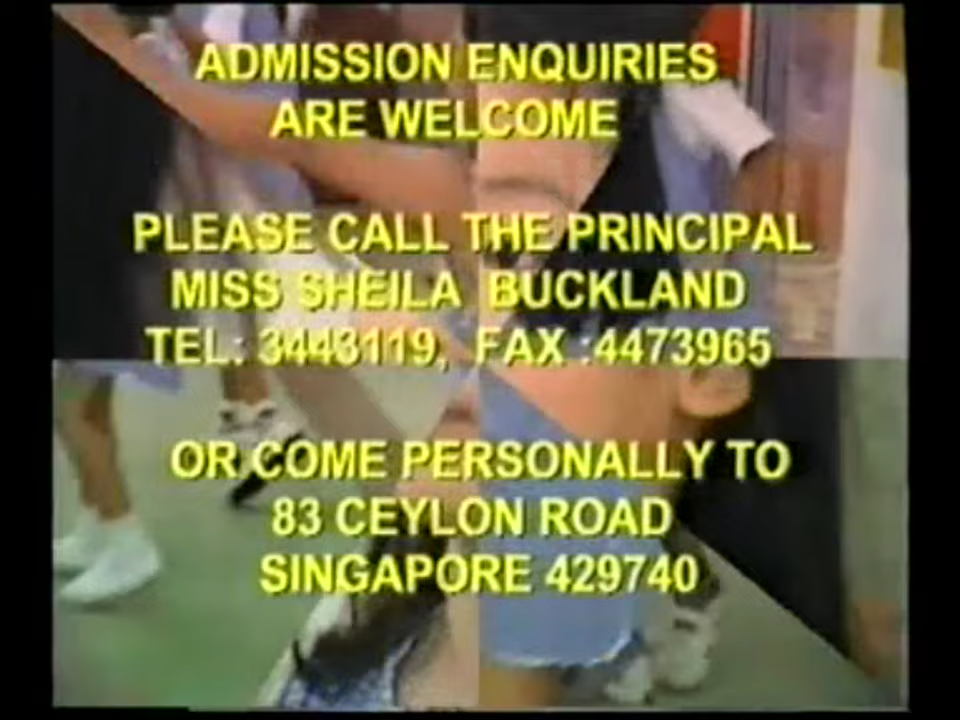 ADMISSION ENQUIRIES
ARE WELCOME
PLEASE CALL THE PRINCIPAL
MISS SHEILA BUCKLAND
TEL: 3443119, FAX :4473965
OR COME PERSONALLY TO
83 CEYLON ROAD
SINGAPORE 429740